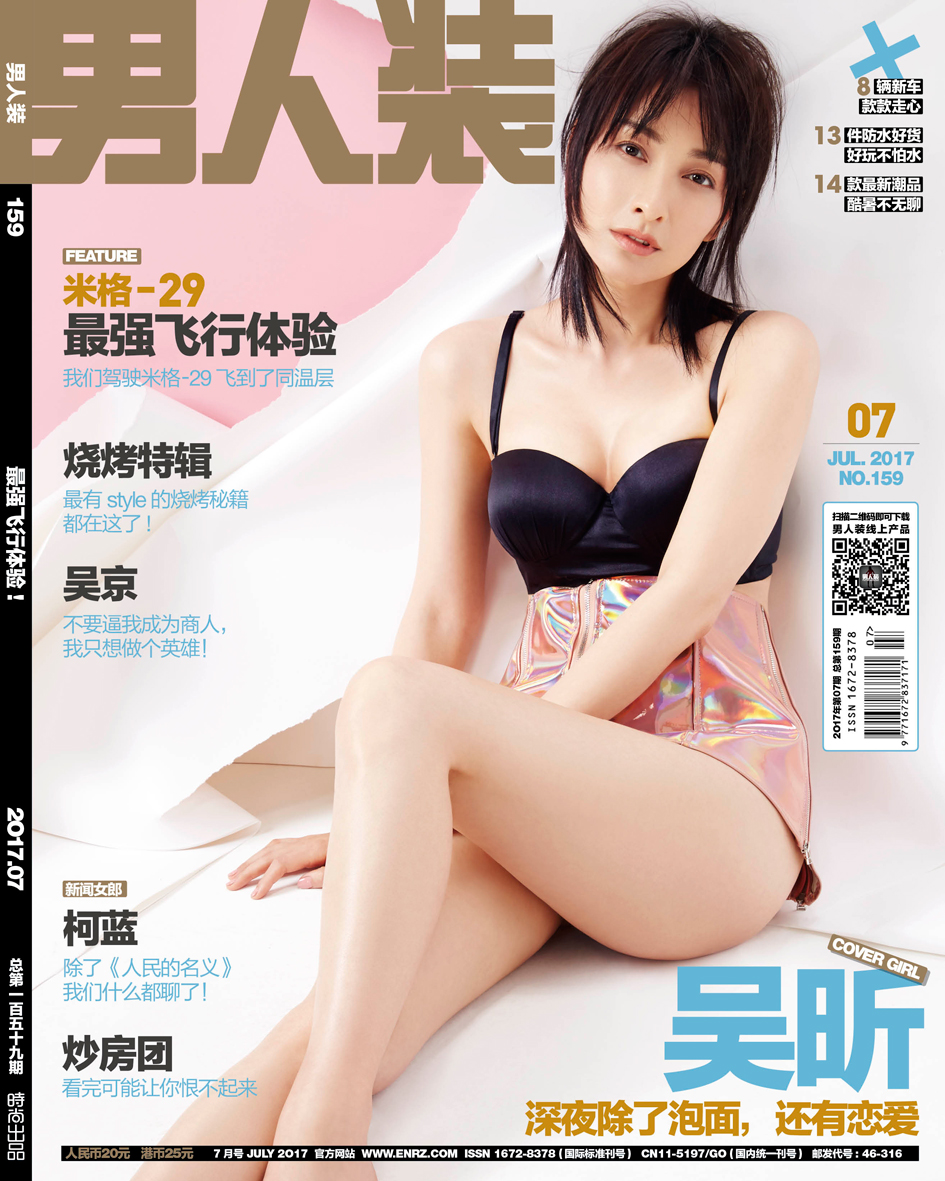 男人装
男人装
159
最强飞行体验！
2017.07
总第一百五十九期
時尚出品
8 辆新车
款款走心
13 件防水好货
好玩不怕水
14 款最新潮品
酷暑不无聊
FEATURE
米格-29
最强飞行体验
我们驾驶米格-29 飞到了同温层
烧烤特辑
最有 style 的烧烤秘籍
都在这了！
吴京
不要逼我成为商人，
我只想做个英雄！
07
JUL. 2017
NO.159
扫描二维码即可下载
男人装线上产品
男人装
2017年第07期 总第159期
ISSN 1672-8378
07>
9 771672 837171
新闻女郎
柯蓝
除了《人民的名义》
我们什么都聊了！
炒房团
看完可能让你恨不起来
COVER GIRL
吴昕
深夜除了泡面，还有恋爱
人民币20元 港币25元 7月号 JULY 2017 官方网站 WWW.ENRZ.COM ISSN 1672-8378（国际标准刊号） CN11-5197/GO（国内统一刊号） 邮发代号：46-316